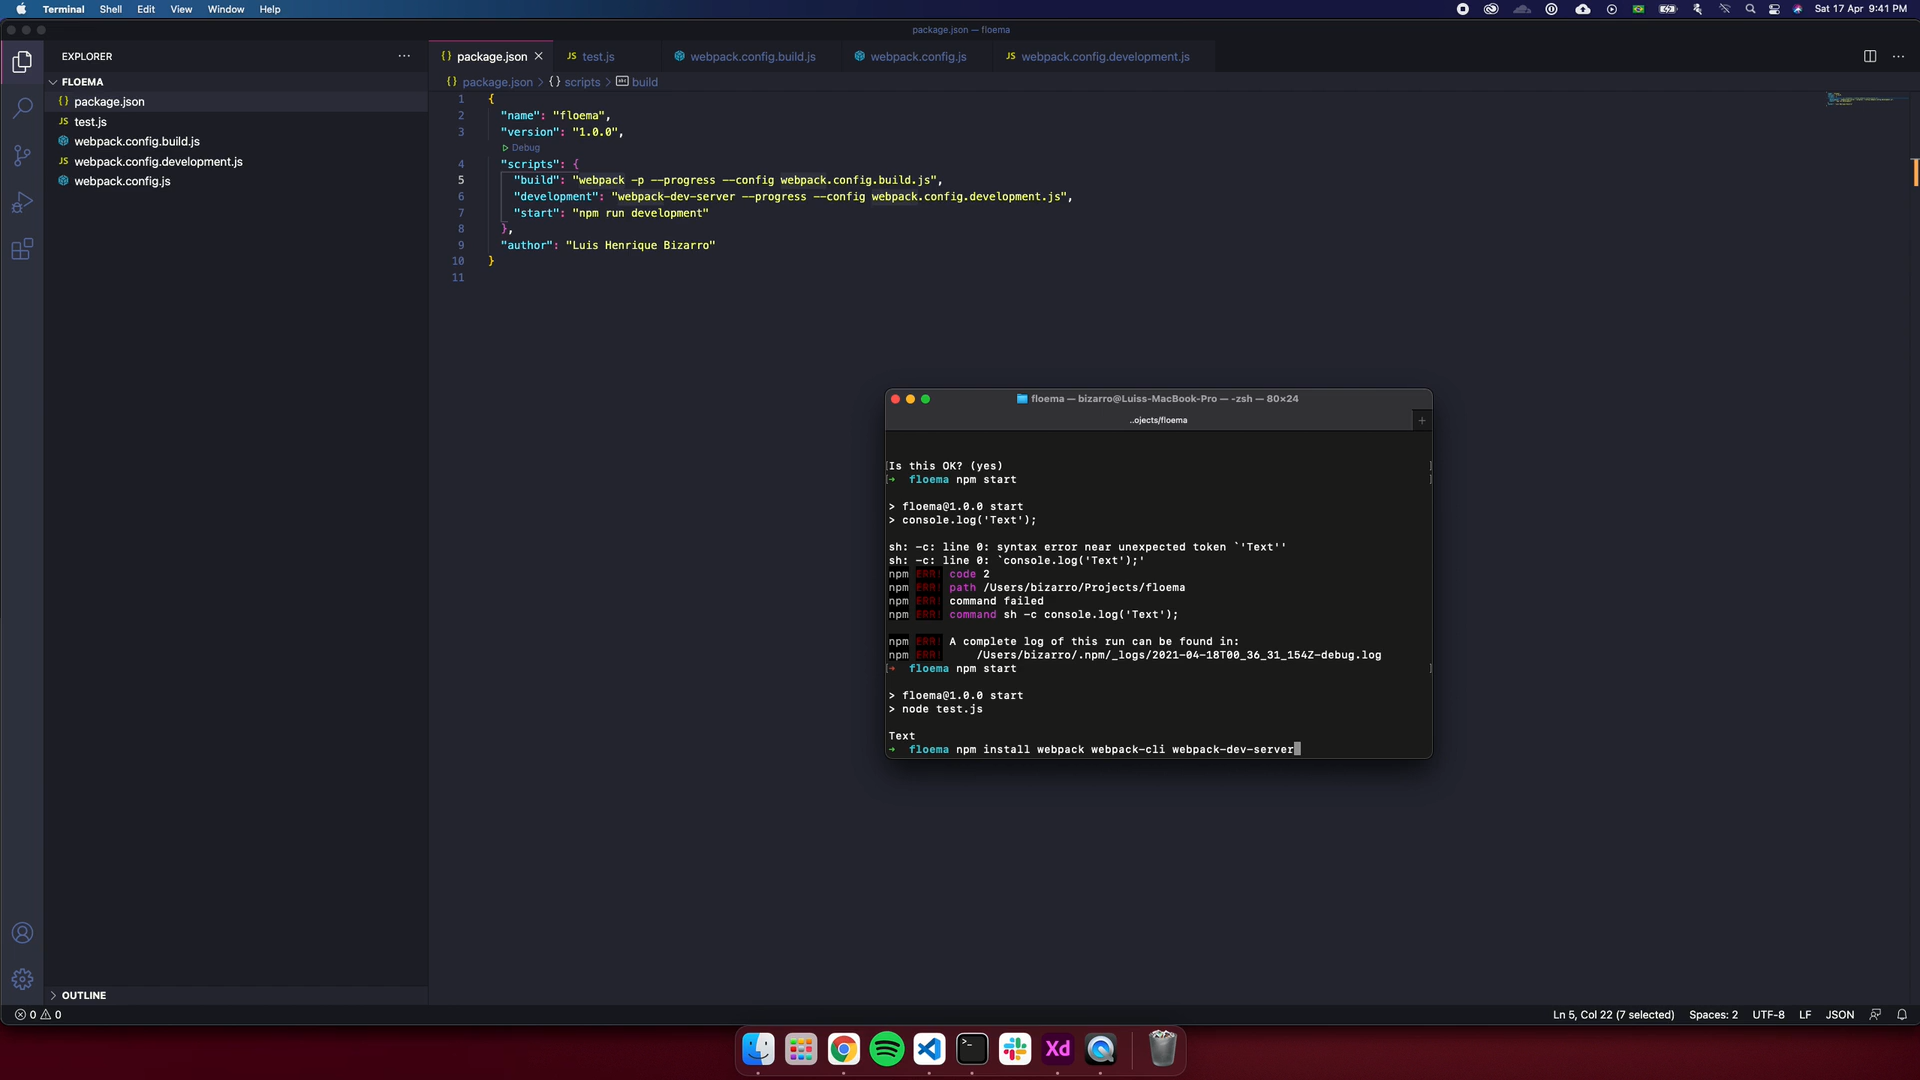 Terminal Shell Edit View Window Help
Sat 17 Apr 9:41 PM
package.json — floema
EXPLORER
package.json
test.js
webpack.config.build.js
webpack.config.js
webpack.config.development.js
package.json > scripts > build
FLOEMA
package.json
test.js
webpack.config.build.js
webpack.config.development.js
webpack.config.js
1 {
2 "name": "floema",
3 "version": "1.0.0",
Debug
4 "scripts": {
5 "build": "webpack -p --progress --config webpack.config.build.js",
6 "development": "webpack-dev-server --progress --config webpack.config.development.js",
7 "start": "npm run development"
8 },
9 "author": "Luis Henrique Bizarro"
10 }
11
floema — bizarro@Luiss-MacBook-Pro — -zsh — 80×24
..ojects/floema
Is this OK? (yes)
→ floema npm start
> floema@1.0.0 start
> console.log('Text');
sh: -c: line 0: syntax error near unexpected token `'Text''
sh: -c: line 0: `console.log('Text');'
npm ERR! code 2
npm ERR! path /Users/bizarro/Projects/floema
npm ERR! command failed
npm ERR! command sh -c console.log('Text');
npm ERR! A complete log of this run can be found in:
npm ERR! /Users/bizarro/.npm/_logs/2021-04-18T00_36_31_154Z-debug.log
→ floema npm start
> floema@1.0.0 start
> node test.js
Text
→ floema npm install webpack webpack-cli webpack-dev-server
OUTLINE
0 0
Ln 5, Col 22 (7 selected) Spaces: 2 UTF-8 LF JSON
Xd